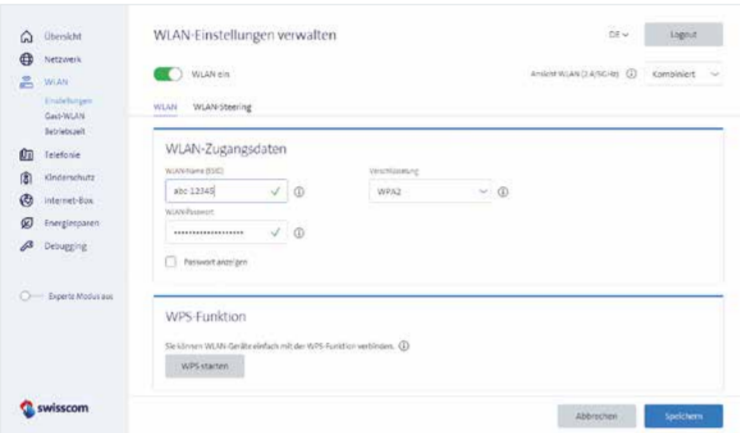 Übersicht
Netzwerk
WLAN
Einstellungen
Gast-WLAN
Betriebszeit
Telefonie
Kinderschutz
Internet-Box
Energiesparen
Debugging
Experte Modus aus
swisscom
WLAN-Einstellungen verwalten
DE
Logout
WLAN ein
Ansicht WLAN (2.4/5GHz)
Kombiniert
WLAN
WLAN-Steering
WLAN-Zugangsdaten
WLAN-Name (SSID)
Verschlüsselung
abc-12345
WPA2
WLAN-Passwort
Passwort anzeigen
WPS-Funktion
Sie können WLAN-Geräte einfach mit der WPS-Funktion verbinden.
WPS starten
Abbrechen
Speichern